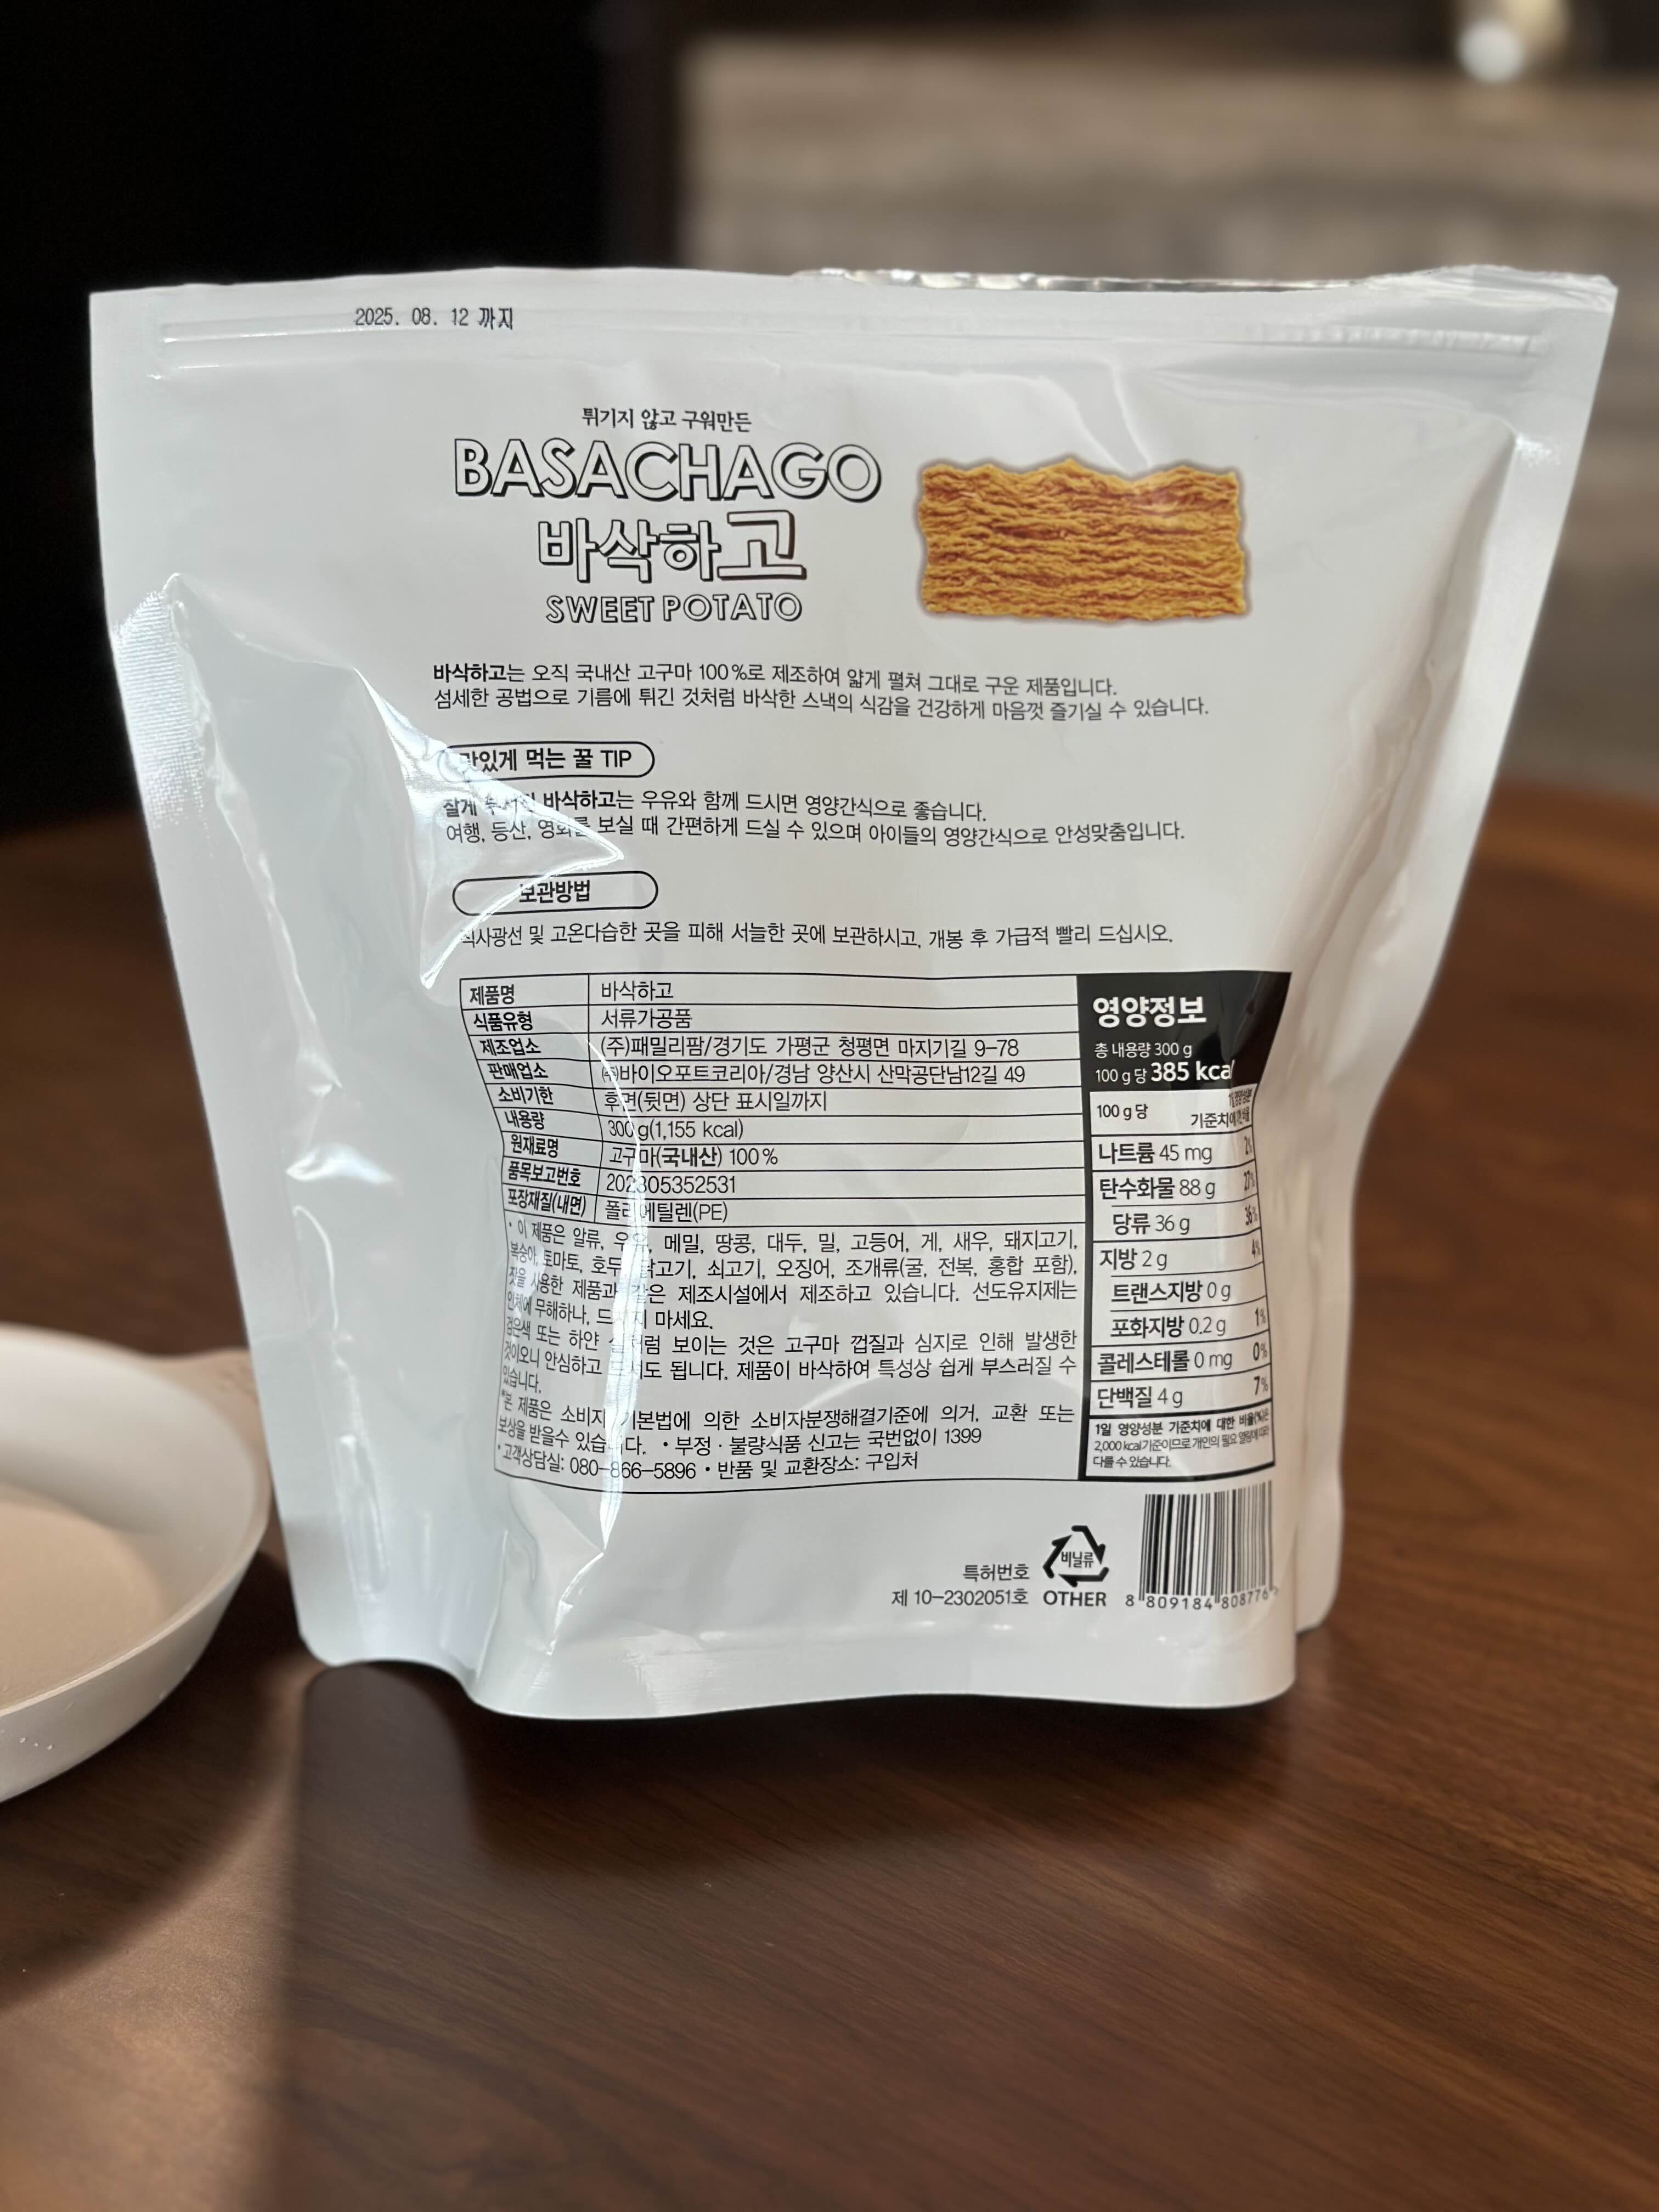 2025. 08. 12 까지
튀기지 않고 구워만든
BASACHAGO
바삭하고
SWEET POTATO
바삭하고는 오직 국내산 고구마 100%로 제조하여 얇게 펼쳐 그대로 구운 제품입니다.
섬세한 공법으로 기름에 튀긴 것처럼 바삭한 스낵의 식감을 건강하게 마음껏 즐기실 수 있습니다.
맛있게 먹는 꿀 TIP
잘게 바삭하고는 우유와 함께 드시면 영양간식으로 좋습니다.
여행, 등산, 영화를 보실 때 간편하게 드실 수 있으며 아이들의 영양간식으로 안성맞춤입니다.
보관방법
직사광선 및 고온다습한 곳을 피해 서늘한 곳에 보관하시고, 개봉 후 가급적 빨리 드십시오.
제품명 바삭하고
식품유형 서류가공품
제조업소 (주)패밀리팜/경기도 가평군 청평면 마지기길 9-78
판매업소 ㈜바이오포트코리아/경남 양산시 산막공단남12길 49
소비기한 후면(뒷면) 상단 표시일까지
내용량 300 g(1,155 kcal)
원재료명 고구마(국내산) 100%
품목보고번호 202305352531
포장재질(내면) 폴리에틸렌(PE)
• 이 제품은 알류, 우유, 메밀, 땅콩, 대두, 밀, 고등어, 게, 새우, 돼지고기,
복숭아, 토마토, 호두, 닭고기, 쇠고기, 오징어, 조개류(굴, 전복, 홍합 포함),
잣을 사용한 제품과 같은 제조시설에서 제조하고 있습니다. 선도유지제는
인체에 무해하나, 드시지 마세요.
검은색 또는 하얀 실처럼 보이는 것은 고구마 껍질과 심지로 인해 발생한
것이오니 안심하고 드셔도 됩니다. 제품이 바삭하여 특성상 쉽게 부스러질 수
있습니다.
*본 제품은 소비자기본법에 의한 소비자분쟁해결기준에 의거, 교환 또는
보상을 받을수 있습니다. • 부정 · 불량식품 신고는 국번없이 1399
• 고객상담실: 080-866-5896 • 반품 및 교환장소: 구입처
영양정보
총 내용량 300 g
100 g 당 385 kcal
100 g 당
기준치에
나트륨 45 mg 2%
탄수화물 88 g 27%
당류 36 g 36%
지방 2 g 4%
트랜스지방 0 g
포화지방 0.2 g 1%
콜레스테롤 0 mg 0%
단백질 4 g 7%
1일 영양성분 기준치에 대한 비율(%)은
2,000 kcal 기준이므로 개인의 필요 열량에 따라
다를 수 있습니다.
특허번호
제 10-2302051호
비닐류
OTHER
8 809184 808776